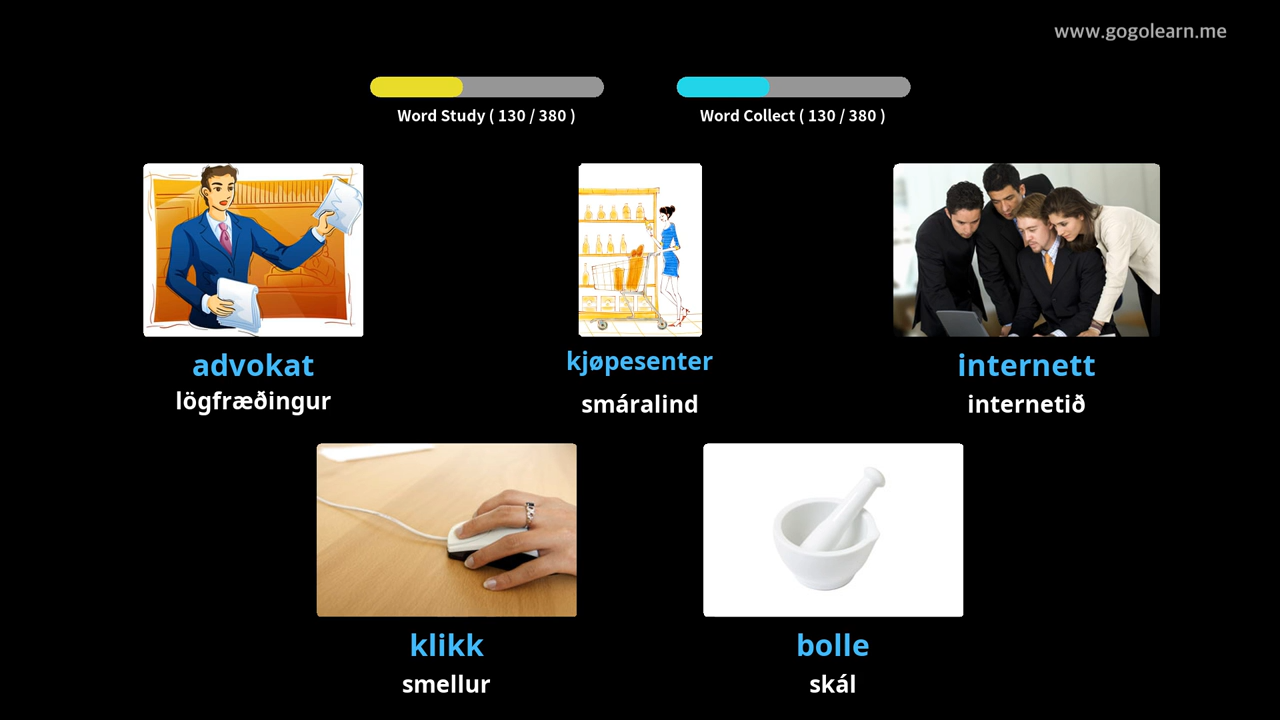 www.gogolearn.me
Word Study ( 130 / 380 )
Word Collect ( 130 / 380 )
advokat
lögfræðingur
kjøpesenter
smáralind
internett
internetið
klikk
smellur
bolle
skál